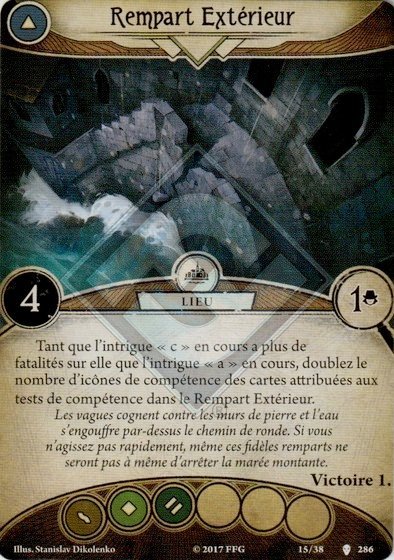 Rempart Extérieur
4
LIEU
1
Tant que l'intrigue « c » en cours a plus de
fatalités sur elle que l'intrigue « a » en cours, doublez le
nombre d'icônes de compétence des cartes attribuées aux
tests de compétence dans le Rempart Extérieur.
Les vagues cognent contre les murs de pierre et l'eau
s'engouffre par-dessus le chemin de ronde. Si vous
n'agissez pas rapidement, même ces fidèles remparts ne
seront pas à même d'arrêter la marée montante.
Victoire 1.
Illus. Stanislav Dikolenko © 2017 FFG 15/38 286